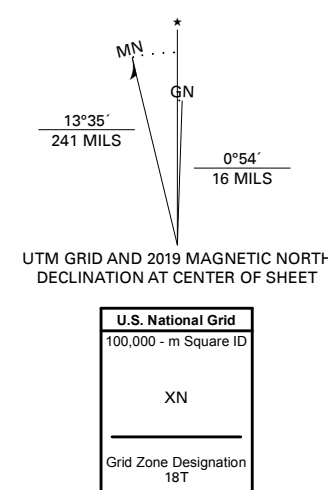 ★
MN
GN
13°35´
241 MILS
0°54´
16 MILS
UTM GRID AND 2019 MAGNETIC NORTH
DECLINATION AT CENTER OF SHEET
U.S. National Grid
100,000 - m Square ID
XN
Grid Zone Designation
18T